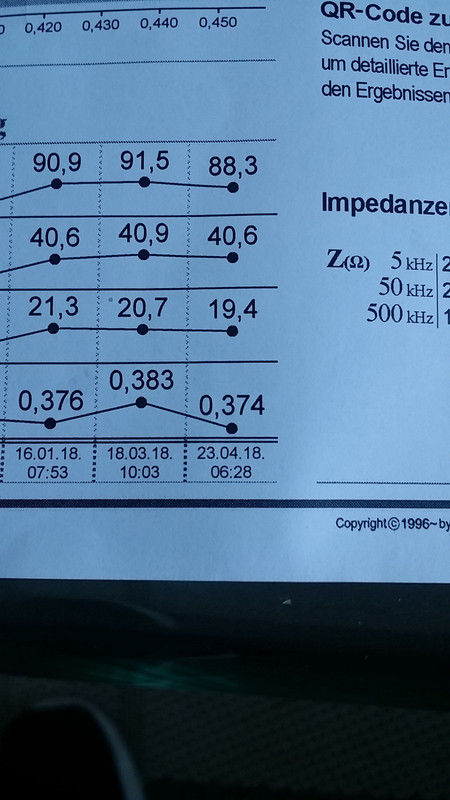 0,420 0,430 0,440 0,450
90,9 91,5 88,3
40,6 40,9 40,6
21,3 20,7 19,4
0,376 0,383 0,374
16.01.18. 18.03.18. 23.04.18.
07:53 10:03 06:28
QR-Code zu
Scannen Sie den
um detaillierte Er
den Ergebnissen
Impedanze
Z(Ω) 5 kHz 2
50 kHz 2
500 kHz 1
Copyright©1996~by